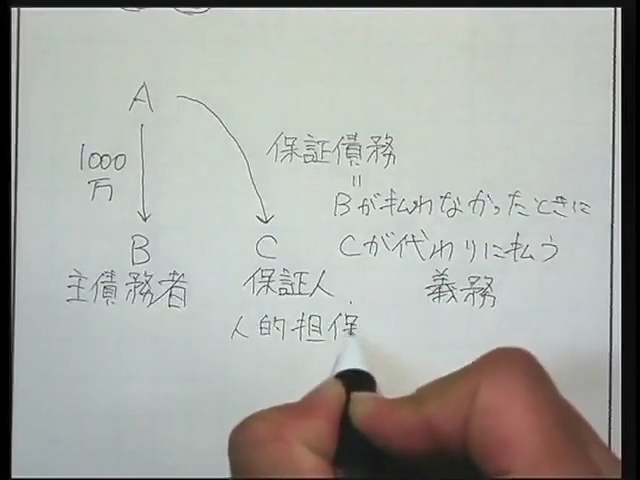 A
1000
万
保証債務
=
Bが払わなかったときに
B
C
Cが代わりに払う
主債務者
保証人
義務
人的担保